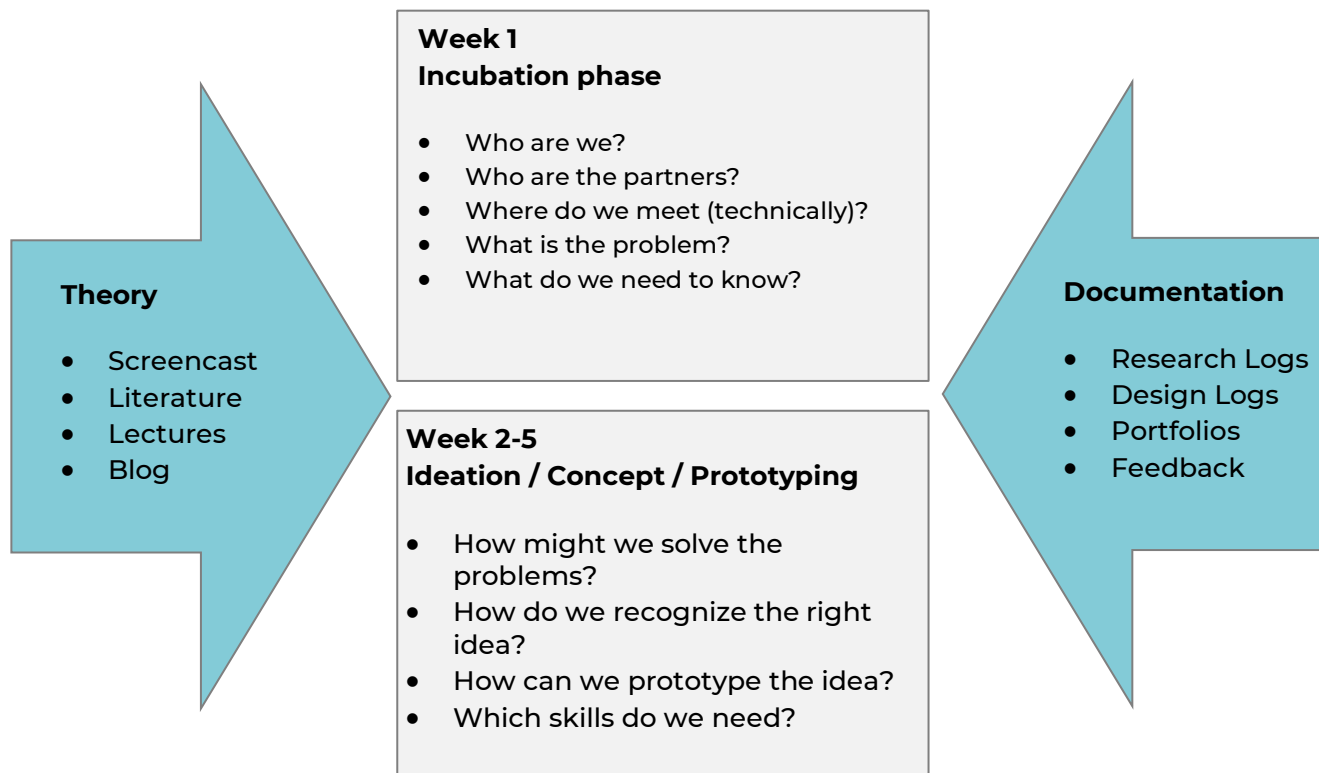 Week 1
Incubation phase
• Who are we?
• Who are the partners?
• Where do we meet (technically)?
• What is the problem?
• What do we need to know?
Theory
• Screencast
• Literature
• Lectures
• Blog
Week 2-5
Ideation / Concept / Prototyping
• How might we solve the
problems?
• How do we recognize the right
idea?
• How can we prototype the idea?
• Which skills do we need?
Documentation
• Research Logs
• Design Logs
• Portfolios
• Feedback